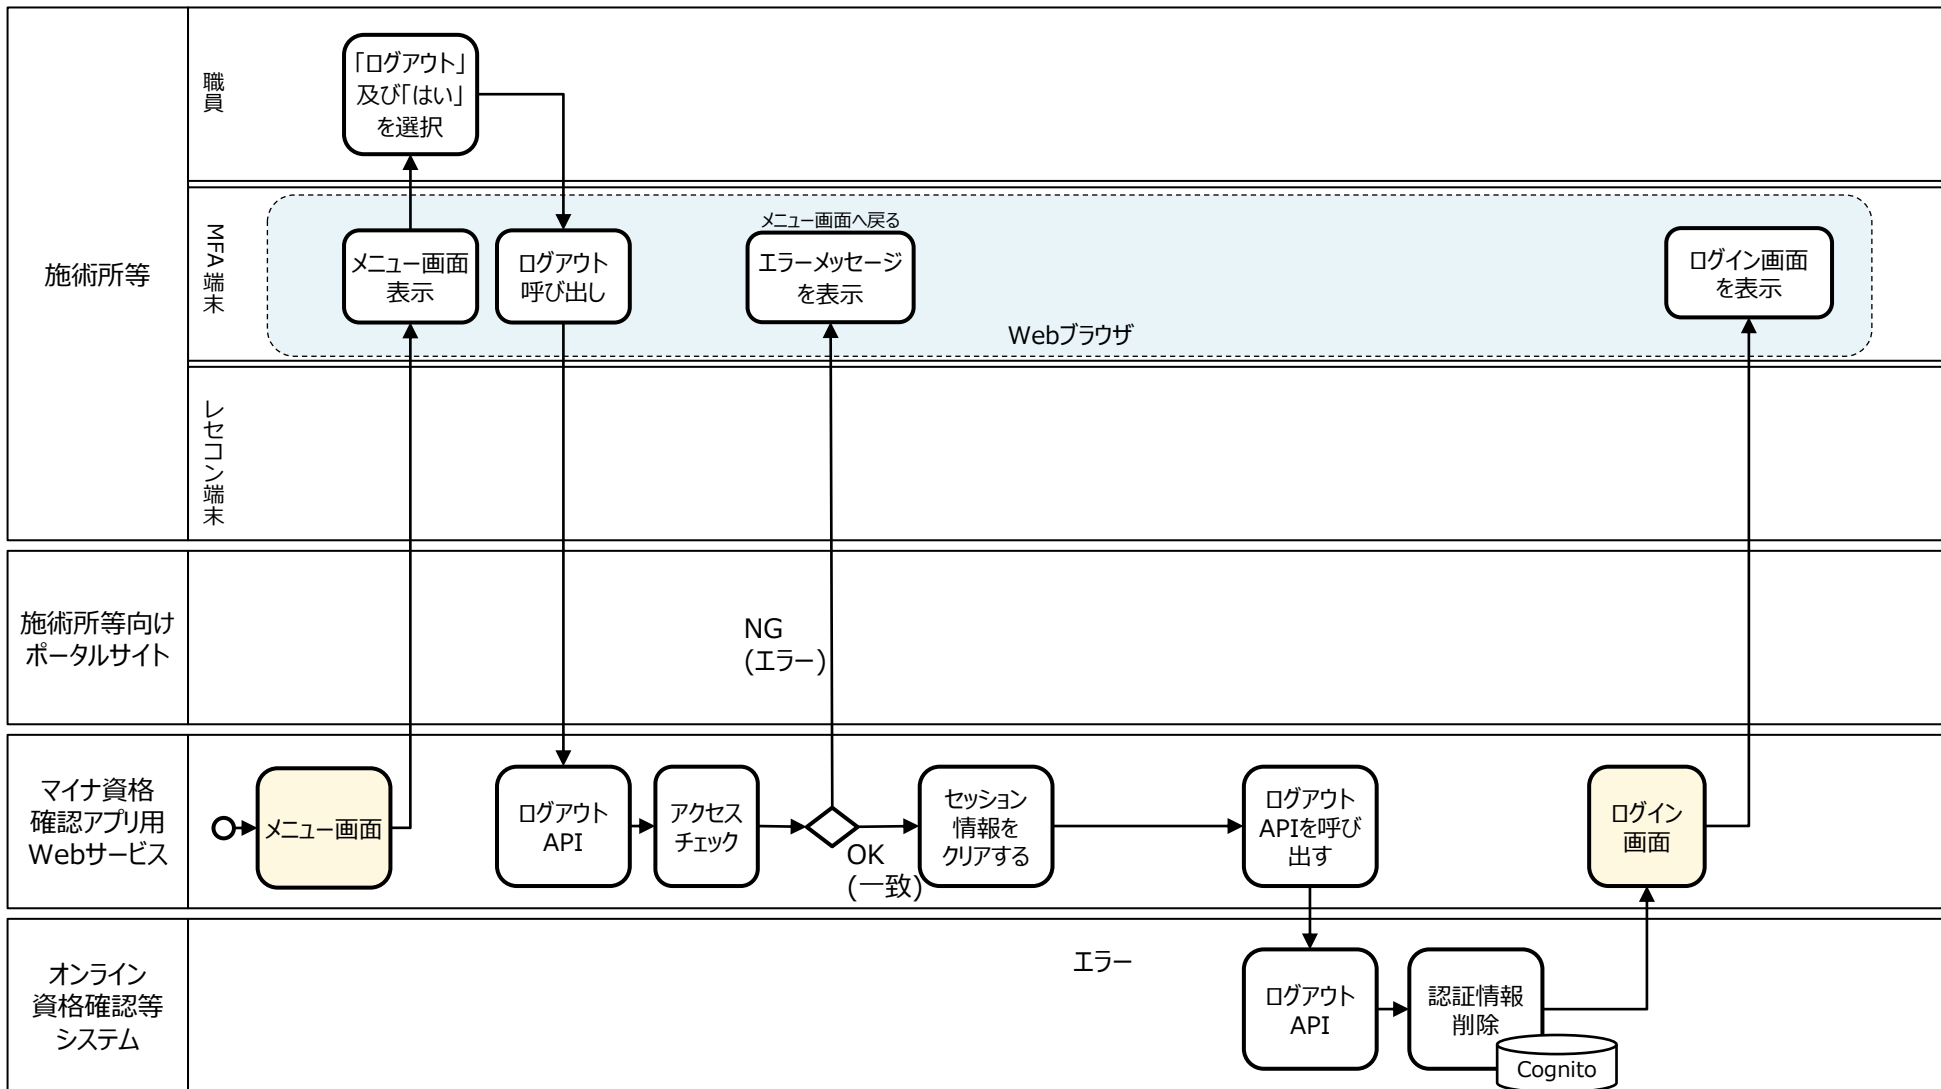 施術所等
職員
「ログアウト」
及び「はい」
を選択
MFA端末
メニュー画面
表示
ログアウト
呼び出し
メニュー画面へ戻る
エラーメッセージ
を表示
ログイン画面
を表示
Webブラウザ
レセコン端末
施術所等向け
ポータルサイト
NG
(エラー)
マイナ資格
確認アプリ用
Webサービス
メニュー画面
ログアウト
API
アクセス
チェック
OK
(一致)
セッション
情報を
クリアする
ログアウト
APIを呼び
出す
ログイン
画面
オンライン
資格確認等
システム
エラー
ログアウト
API
認証情報
削除
Cognito